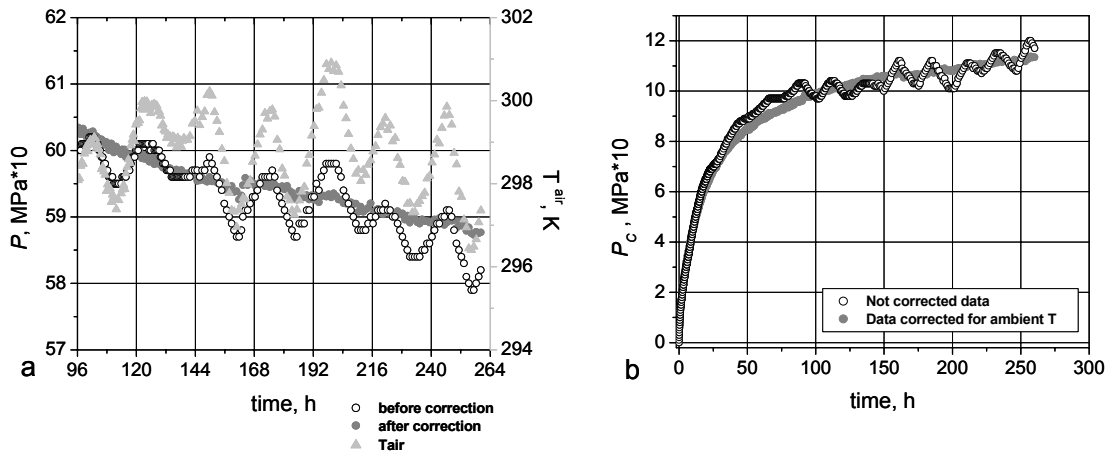 62
61
60
59
58
57
P, MPa*10
302
300
298
296
294
T air, K
96 120 144 168 192 216 240 264
a
time, h
before correction
after correction
Tair
12
10
8
6
4
2
0
P_C, MPa*10
Not corrected data
Data corrected for ambient T
0 50 100 150 200 250 300
b
time, h